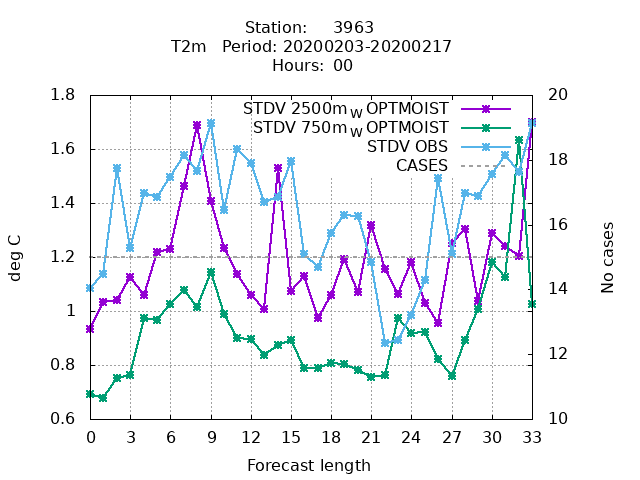 Station: 3963
T2m Period: 20200203-20200217
Hours: 00
STDV 2500m_W OPTMOIST
STDV 750m_W OPTMOIST
STDV OBS
CASES
deg C
No cases
1.8
1.6
1.4
1.2
1
0.8
0.6
20
18
16
14
12
10
0 3 6 9 12 15 18 21 24 27 30 33
Forecast length